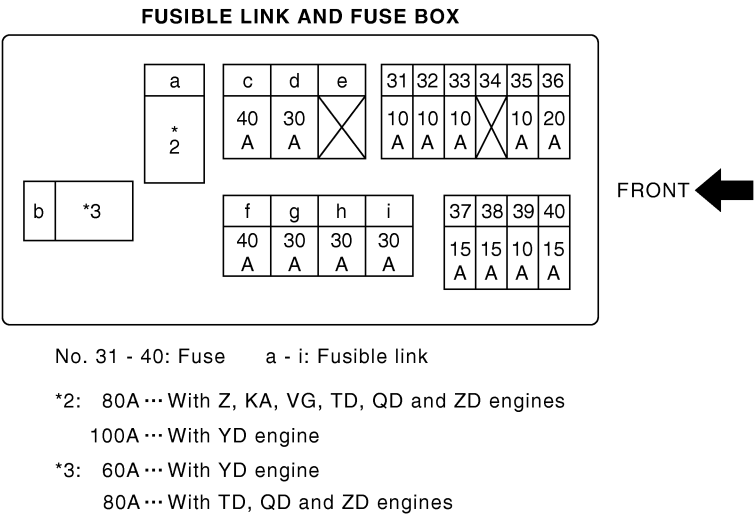 FUSIBLE LINK AND FUSE BOX
a c d e 31 32 33 34 35 36
* 2 40 A 30 A 10 A 10 A 10 A 10 A 20 A
b *3
f g h i 37 38 39 40
40 A 30 A 30 A 30 A 15 A 15 A 10 A 15 A
FRONT
No. 31 - 40: Fuse a - i: Fusible link
*2: 80A ··· With Z, KA, VG, TD, QD and ZD engines
100A ··· With YD engine
*3: 60A ··· With YD engine
80A ··· With TD, QD and ZD engines